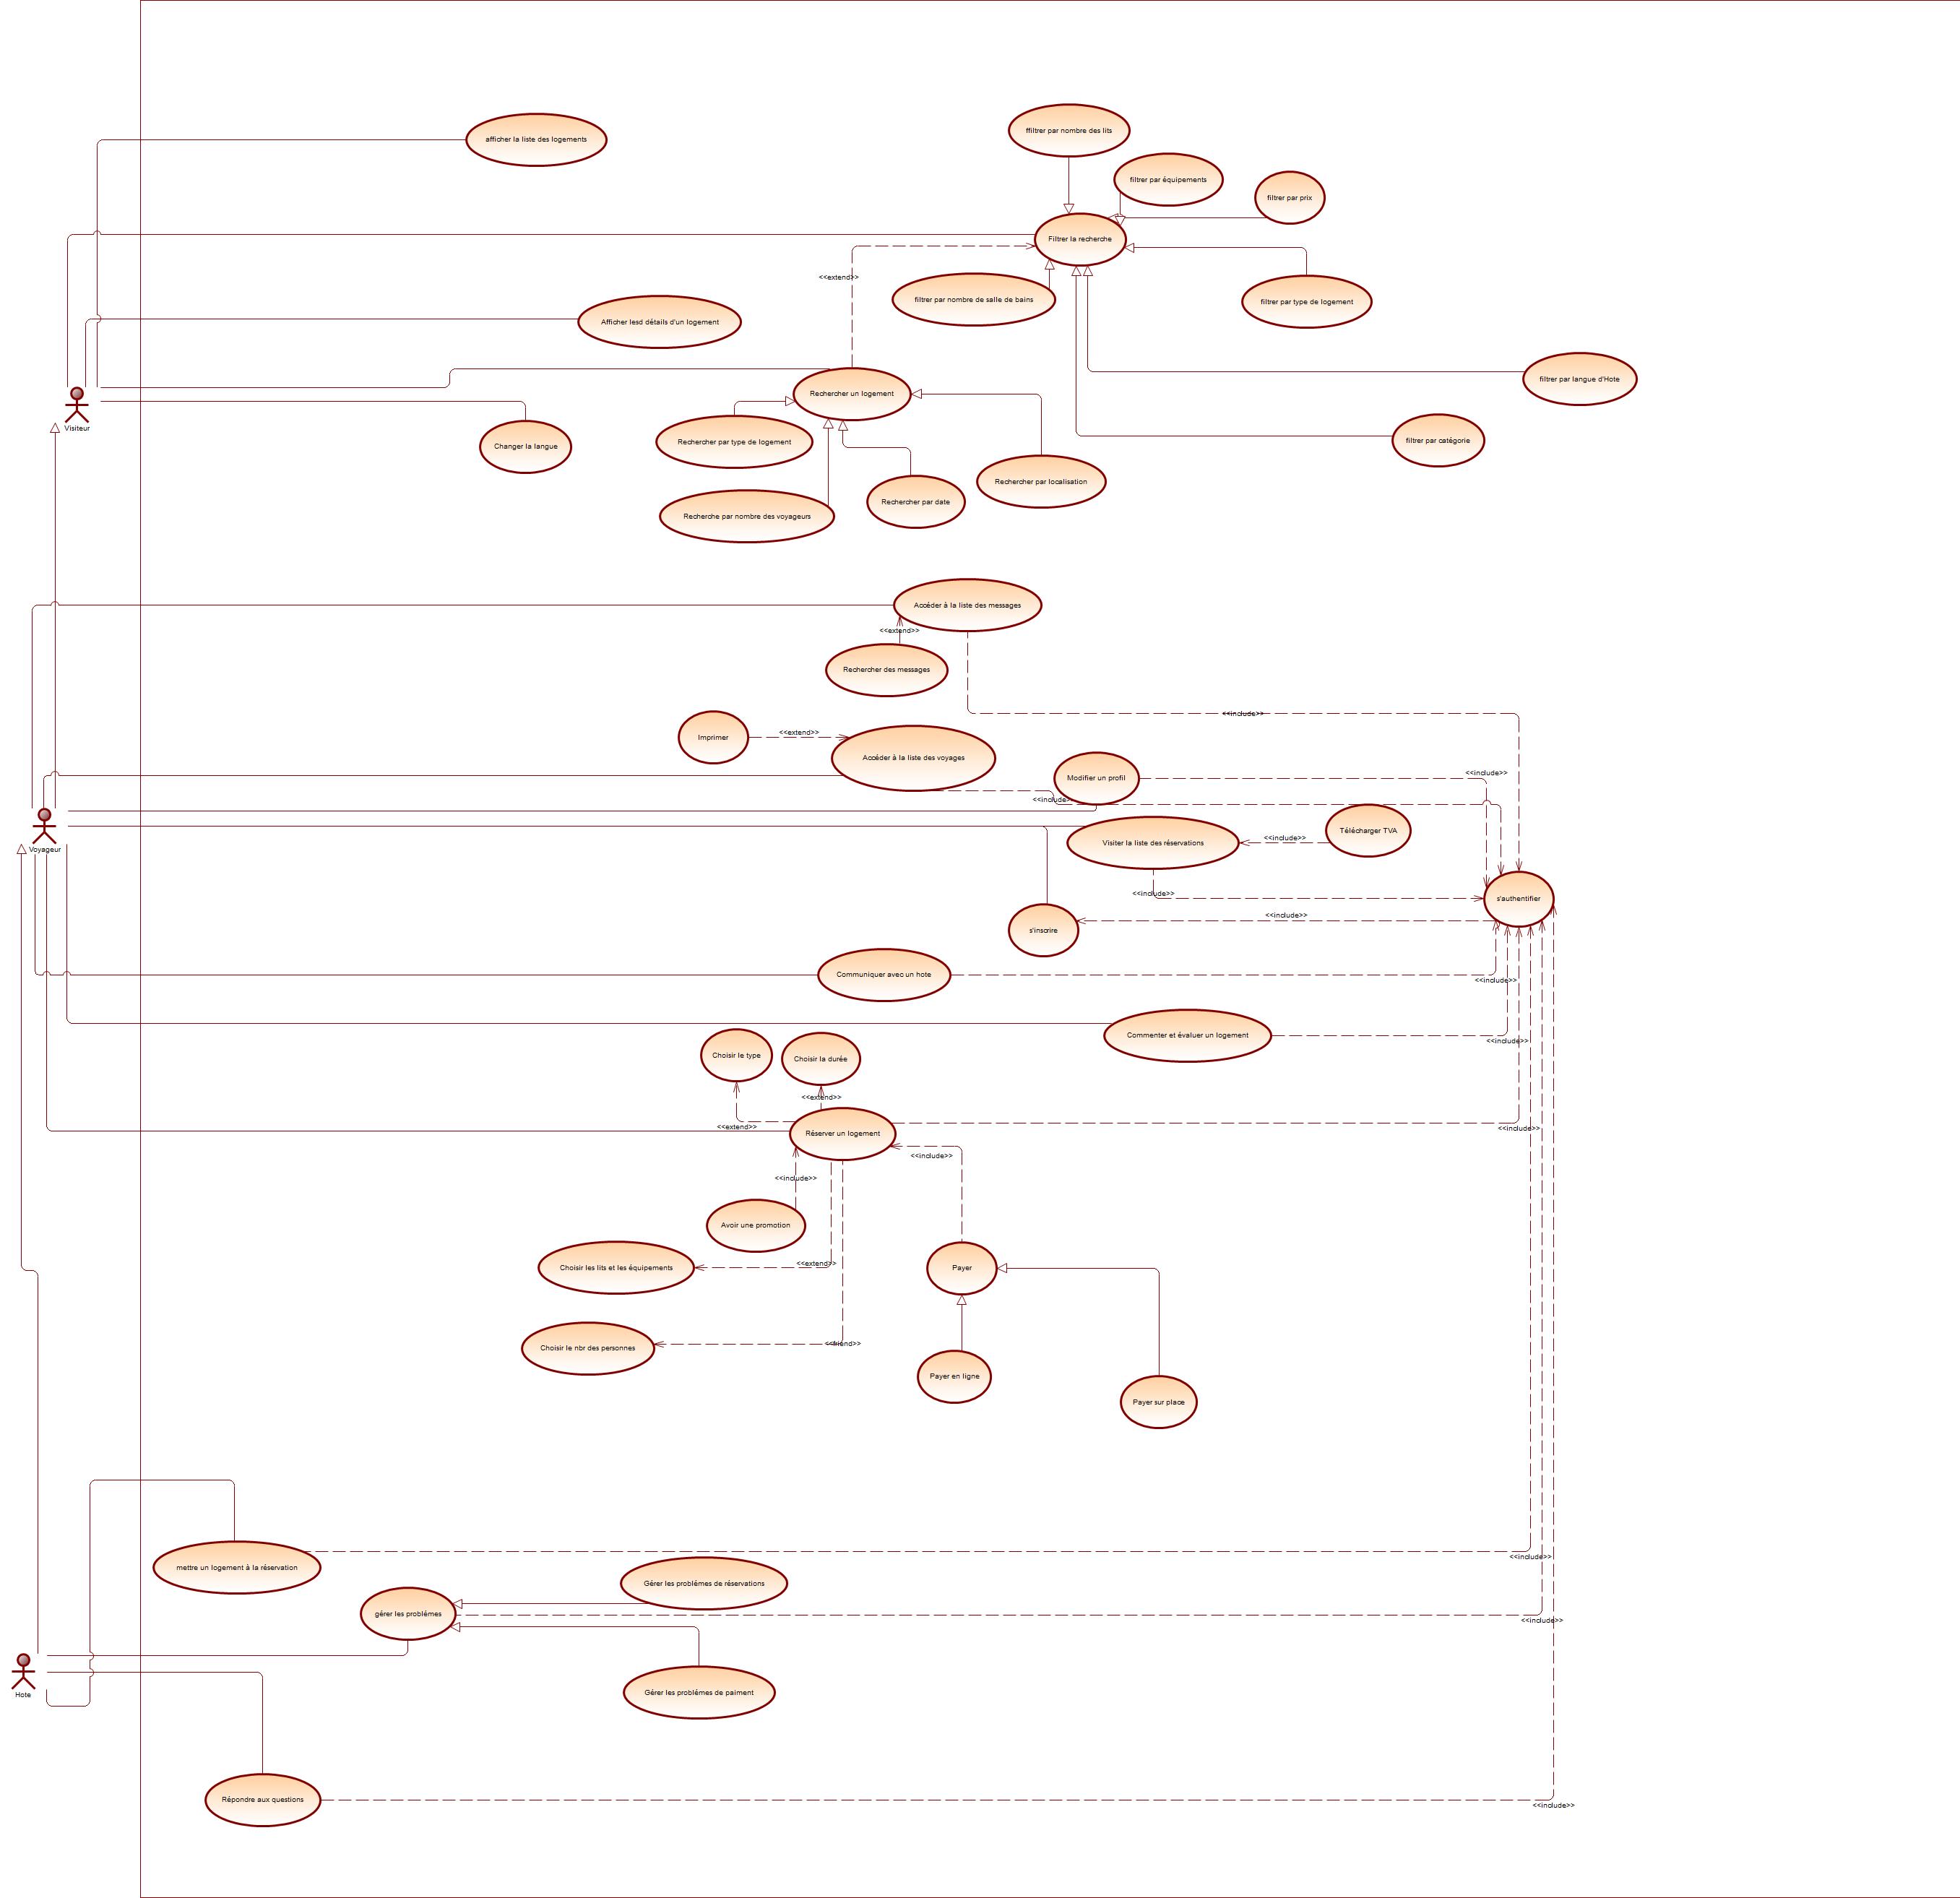 ffiltrer par nombre des lits
afficher la liste des logements
filtrer par équipements
filtrer par prix
Filtrer la recherche
<<extend>>
filtrer par nombre de salle de bains
filtrer par type de logement
Afficher lesd détails d'un logement
filtrer par langue d'Hote
Rechercher un logement
Visiteur
Changer la langue
Rechercher par type de logement
filtrer par catégorie
Rechercher par localisation
Rechercher par date
Recherche par nombre des voyageurs
Accéder à la liste des messages
<<extend>>
Rechercher des messages
<<include>>
Imprimer
<<extend>>
Accéder à la liste des voyages
Modifier un profil
<<include>>
<<include>>
Télécharger TVA
<<include>>
Visiter la liste des réservations
Voyageur
<<include>>
s'authentifier
<<include>>
s'inscrire
Communiquer avec un hote
<<include>>
Commenter et évaluer un logement
<<include>>
Choisir le type
Choisir la durée
<<extend>>
<<extend>>
Réserver un logement
<<include>>
<<include>>
<<include>>
Avoir une promotion
<<extend>>
Choisir les lits et les équipements
Payer
<<friend>>
Choisir le nbr des personnes
Payer en ligne
Payer sur place
<<include>>
mettre un logement à la réservation
Gérer les problèmes de réservations
gérer les problèmes
<<include>>
Hote
Gérer les problèmes de paiment
Répondre aux questions
<<include>>